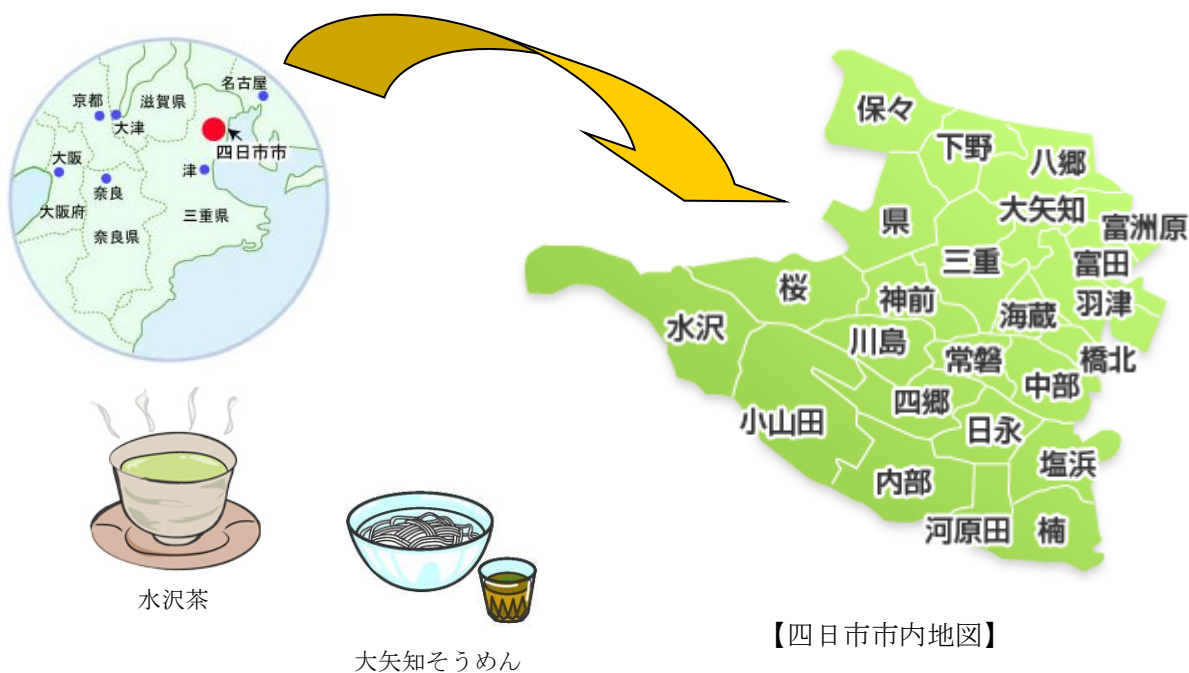 名古屋
滋賀県
京都
大津
四日市市
大阪
津
奈良
大阪府
三重県
奈良県
保々
下野
八郷
大矢知
富洲原
県
三重
富田
桜
神前
羽津
海蔵
水沢
川島
常磐
橋北
中部
四郷
小山田
日永
塩浜
内部
河原田
楠
水沢茶
大矢知そうめん
【四日市市内地図】